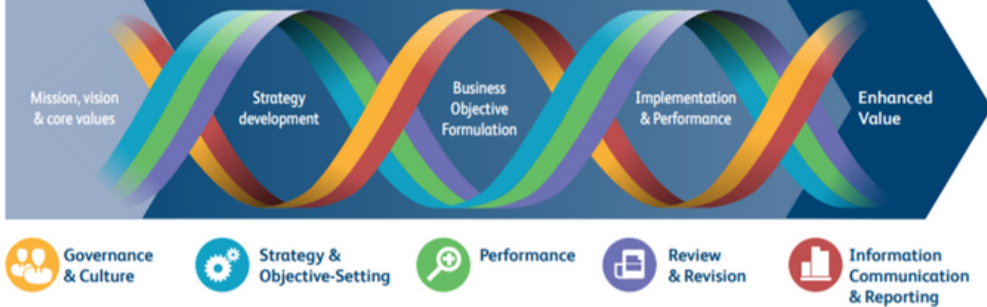 Mission, vision
& core values
Strategy
development
Business
Objective
Formulation
Implementation
& Performance
Enhanced
Value
Governance
& Culture
Strategy &
Objective-Setting
Performance
Review
& Revision
Information
Communication
& Reporting